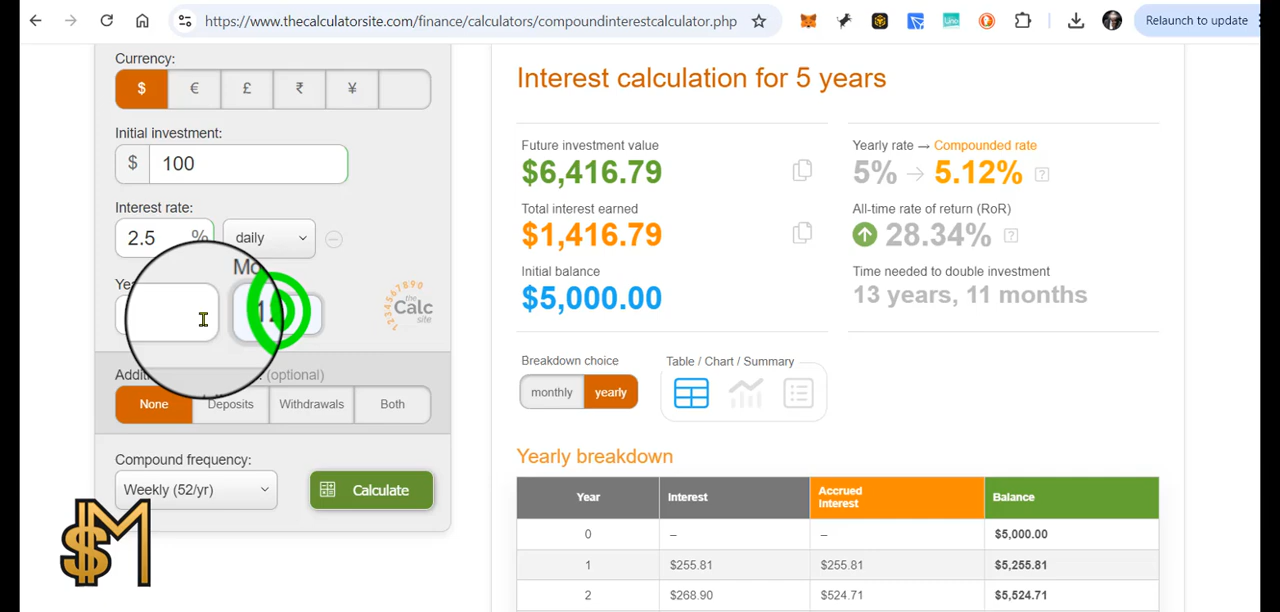 https://www.thecalculatorsite.com/finance/calculators/compoundinterestcalculator.php
Relaunch to update
Currency:
$ € £ ₹ ¥
Initial investment:
$ 100
Interest rate:
2.5 % daily
the
Calc
site
(optional)
None Deposits Withdrawals Both
Compound frequency:
Weekly (52/yr)
Calculate
$M
Interest calculation for 5 years
Future investment value
$6,416.79
Total interest earned
$1,416.79
Initial balance
$5,000.00
Yearly rate → Compounded rate
5% → 5.12%
All-time rate of return (RoR)
28.34%
Time needed to double investment
13 years, 11 months
Breakdown choice
monthly yearly
Table / Chart / Summary
Yearly breakdown
Year Interest Accrued Interest Balance
0 – – $5,000.00
1 $255.81 $255.81 $5,255.81
2 $268.90 $524.71 $5,524.71